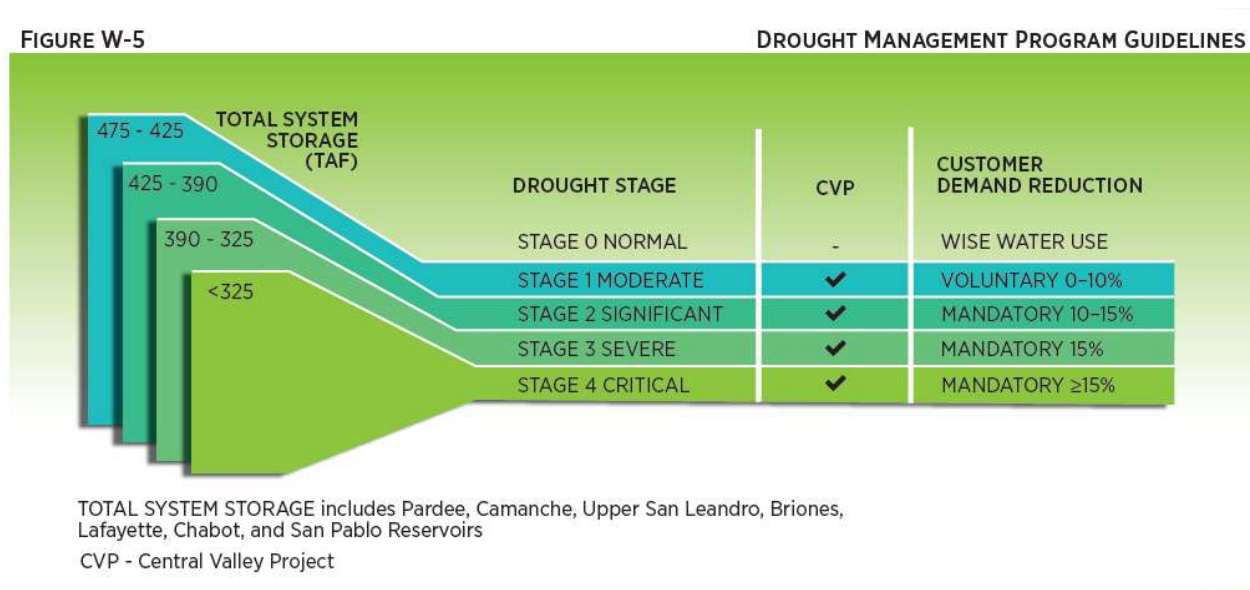 FIGURE W-5
DROUGHT MANAGEMENT PROGRAM GUIDELINES
475 - 425
TOTAL SYSTEM
STORAGE
(TAF)
425 - 390
390 - 325
<325
DROUGHT STAGE
CVP
CUSTOMER
DEMAND REDUCTION
STAGE 0 NORMAL
-
WISE WATER USE
STAGE 1 MODERATE
✔
VOLUNTARY 0–10%
STAGE 2 SIGNIFICANT
✔
MANDATORY 10–15%
STAGE 3 SEVERE
✔
MANDATORY 15%
STAGE 4 CRITICAL
✔
MANDATORY ≥15%
TOTAL SYSTEM STORAGE includes Pardee, Camanche, Upper San Leandro, Briones,
Lafayette, Chabot, and San Pablo Reservoirs
CVP - Central Valley Project